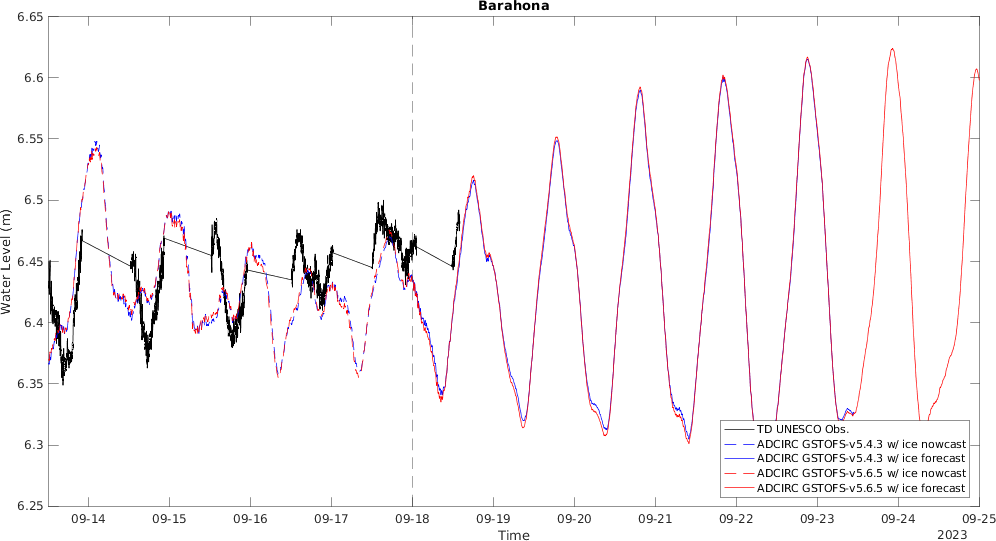 Barahona
6.65
6.6
6.55
6.5
6.45
6.4
6.35
6.3
6.25
Water Level (m)
TD UNESCO Obs.
ADCIRC GSTOFS-v5.4.3 w/ ice nowcast
ADCIRC GSTOFS-v5.4.3 w/ ice forecast
ADCIRC GSTOFS-v5.6.5 w/ ice nowcast
ADCIRC GSTOFS-v5.6.5 w/ ice forecast
09-14 09-15 09-16 09-17 09-18 09-19 09-20 09-21 09-22 09-23 09-24 09-25
Time
2023